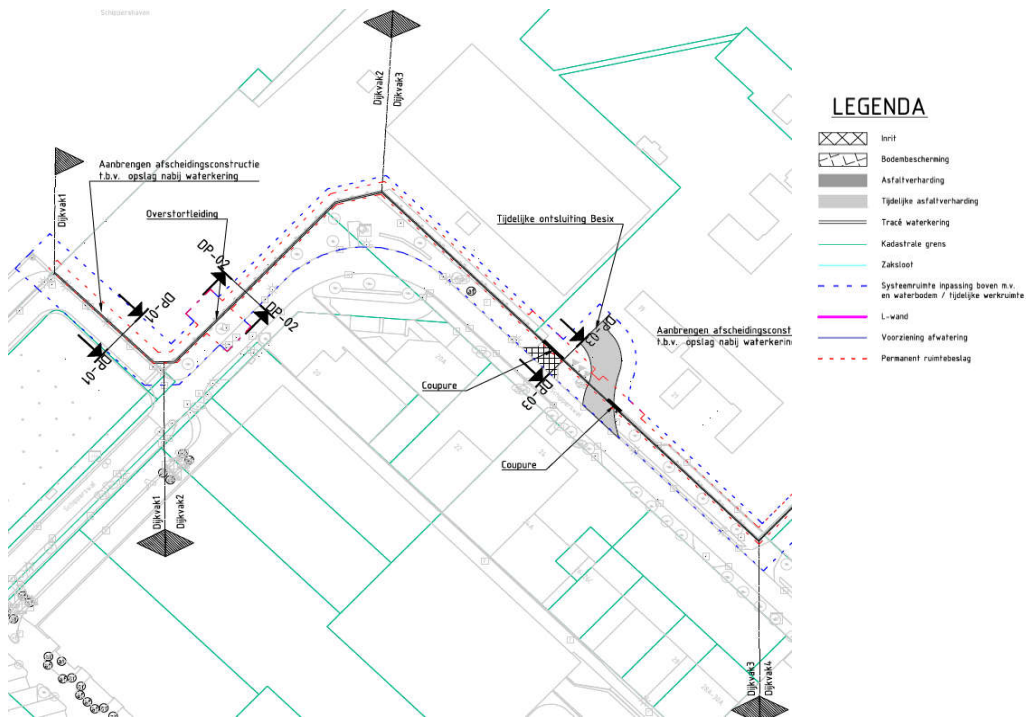 Schipuershaven
Dijkvak2
Dijkvak3
Aanbrengen afscheidingsconstructie
t.b.v. opslag nabij waterkering
Dijkvak1
Overstortleiding
Tijdelijke ontsluiting Besix
DP-02
DP-01
DP-02
DP-01
DP-03
Aanbrengen afscheidingsconst
t.b.v. opslag nabij waterkerin
Coupure
DP-03
Coupure
Dijkvak1
Dijkvak2
Dijkvak3
Dijkvak4
LEGENDA
Inrit
Bodembescherming
Asfaltverharding
Tijdelijke asfaltverharding
Tracé waterkering
Kadastrale grens
Zaksloot
Systeemruimte inpassing boven m.v.
en waterbodem / tijdelijke werkruimte
L-wand
Voorziening afwatering
Permanent ruimtebeslag